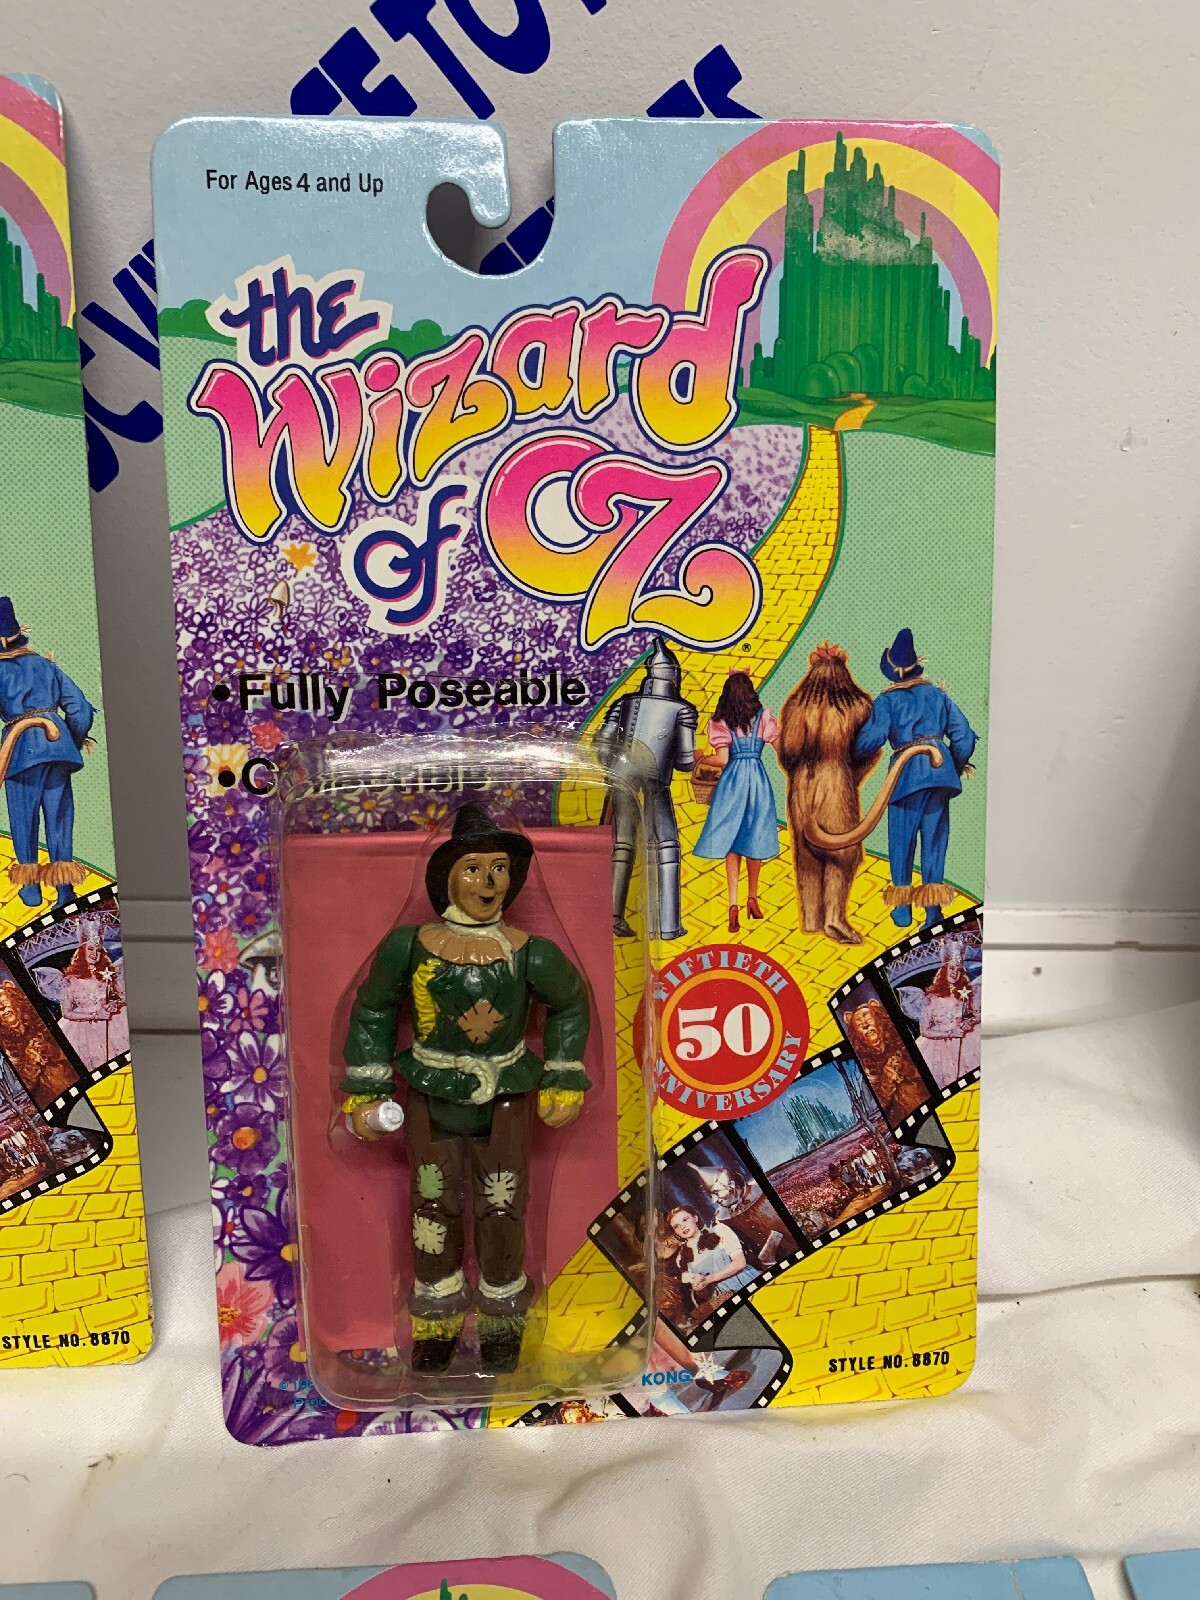 For Ages 4 and Up
the
Wizard
of OZ®
• Fully Poseable
• C
FIFTIETH
50
NIVERSARY
STYLE NO. 8870
STYLE NO. 8870
KONG